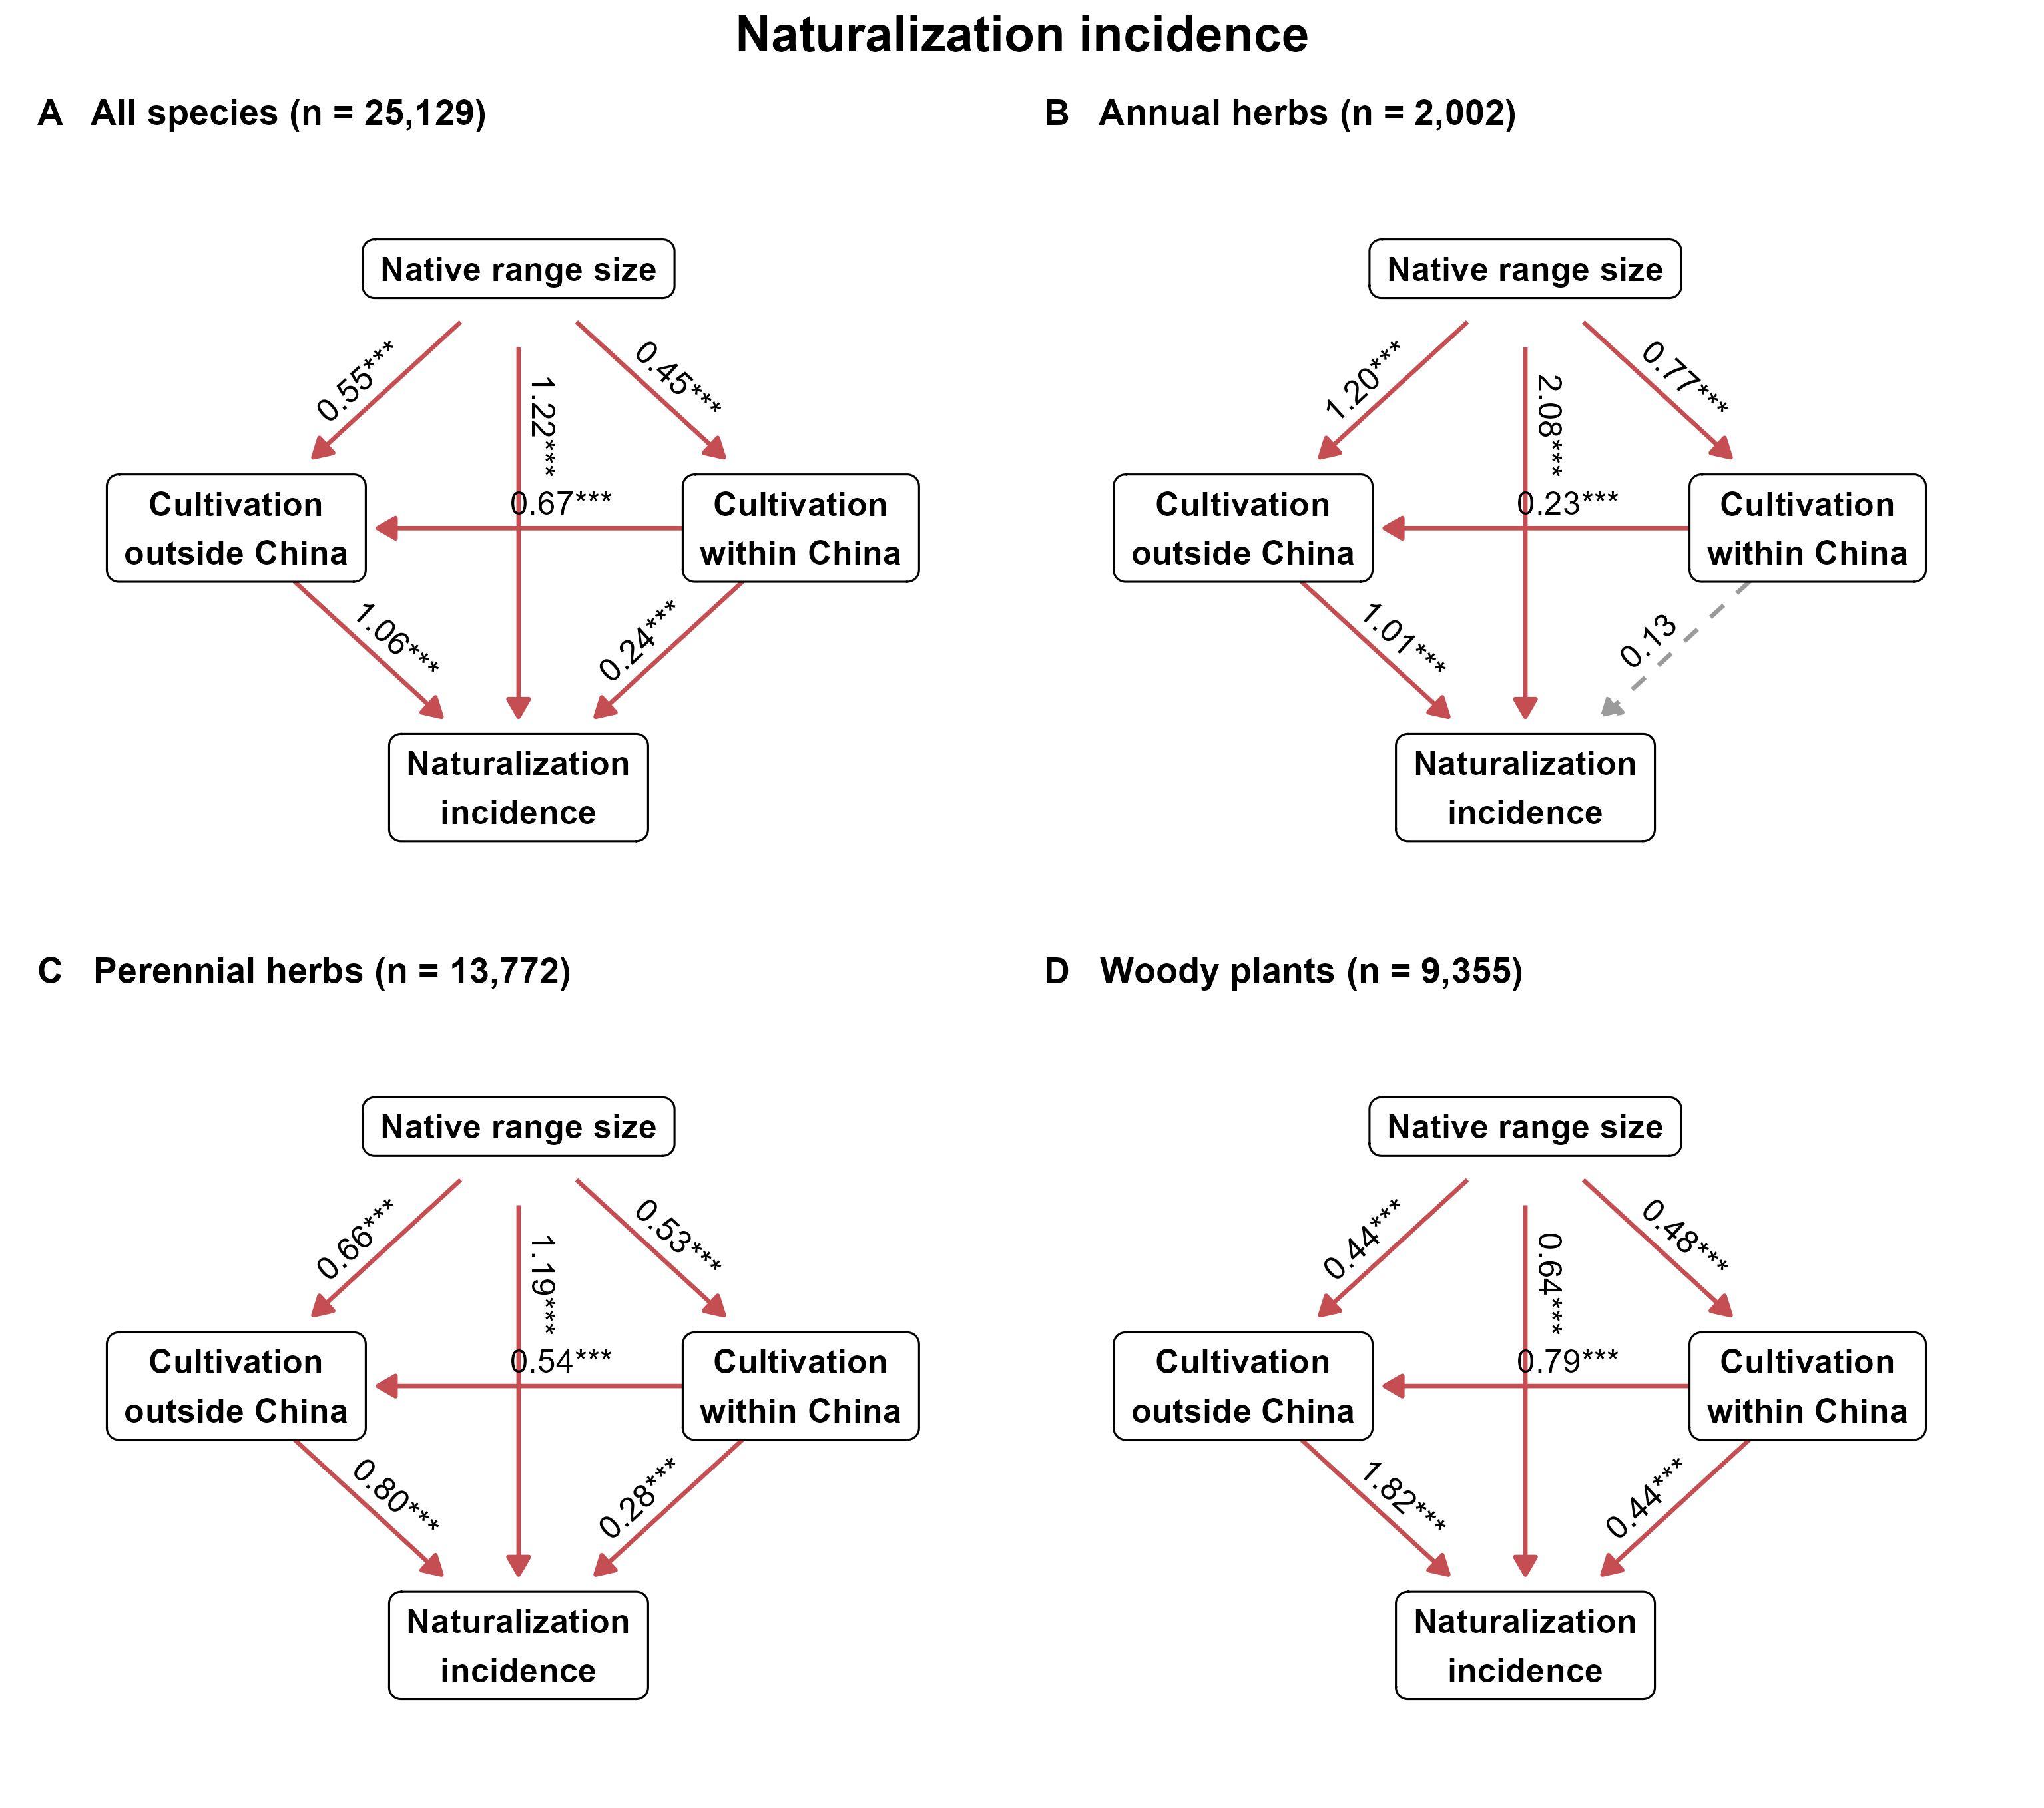 Naturalization incidence
A All species (n = 25,129)
Native range size
0.55***
1.22***
0.45***
0.67***
Cultivation
outside China
Cultivation
within China
1.06***
0.24***
Naturalization
incidence
B Annual herbs (n = 2,002)
Native range size
1.20***
2.08***
0.77***
0.23***
Cultivation
outside China
Cultivation
within China
1.01***
0.13
Naturalization
incidence
C Perennial herbs (n = 13,772)
Native range size
0.66***
1.19***
0.53***
0.54***
Cultivation
outside China
Cultivation
within China
0.80***
0.28***
Naturalization
incidence
D Woody plants (n = 9,355)
Native range size
0.44***
0.64***
0.48***
0.79***
Cultivation
outside China
Cultivation
within China
1.82***
0.44***
Naturalization
incidence